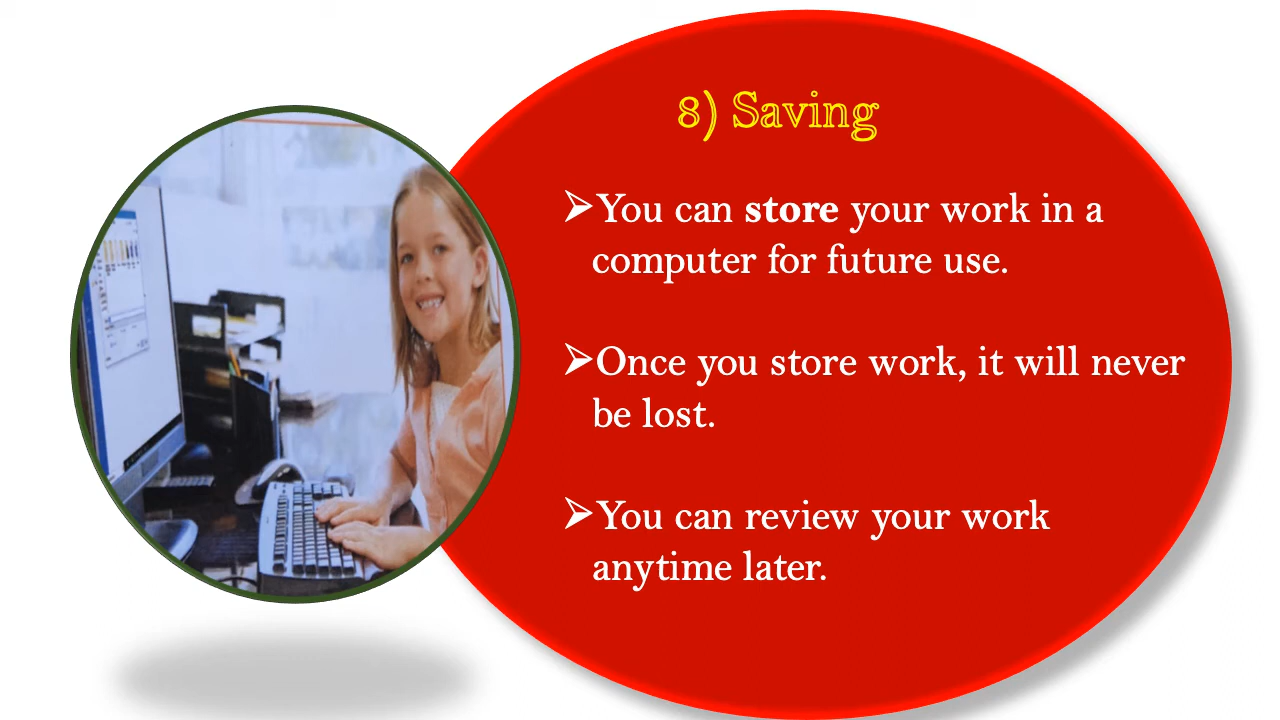 8) Saving
➢You can store your work in a
computer for future use.
➢Once you store work, it will never
be lost.
➢You can review your work
anytime later.